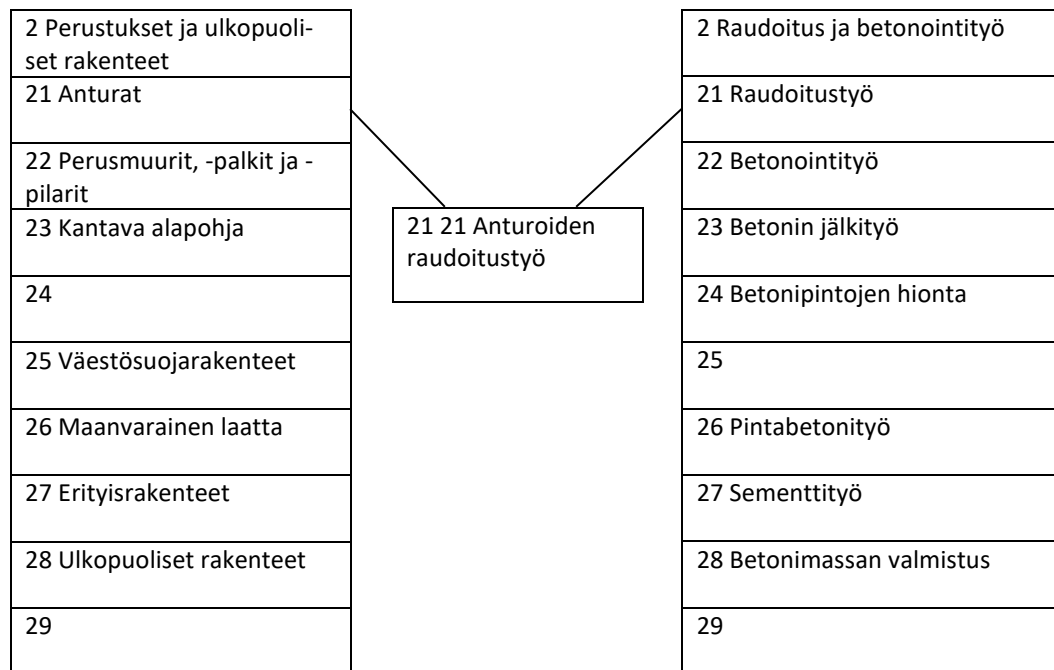 2 Perustukset ja ulkopuoli-
set rakenteet
21 Anturat
22 Perusmuurit, -palkit ja -
pilarit
23 Kantava alapohja
24
25 Väestösuojarakenteet
26 Maanvarainen laatta
27 Erityisrakenteet
28 Ulkopuoliset rakenteet
29
21 21 Anturoiden
raudoitustyö
2 Raudoitus ja betonointityö
21 Raudoitustyö
22 Betonointityö
23 Betonin jälkityö
24 Betonipintojen hionta
25
26 Pintabetonityö
27 Sementtityö
28 Betonimassan valmistus
29